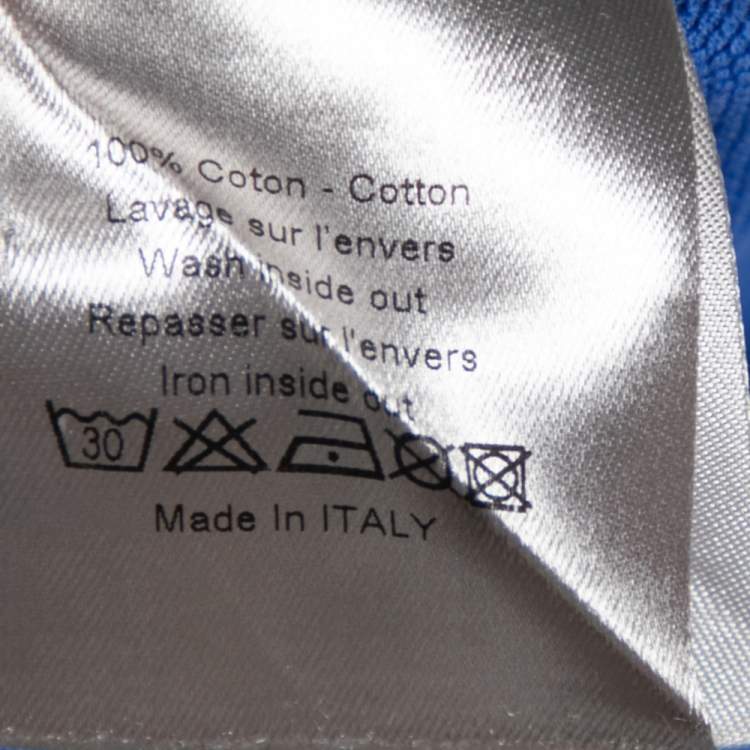 100% Coton - Cotton
Lavage sur l'envers
Wash inside out
Repasser sur l'envers
Iron inside out
30
Made In ITALY